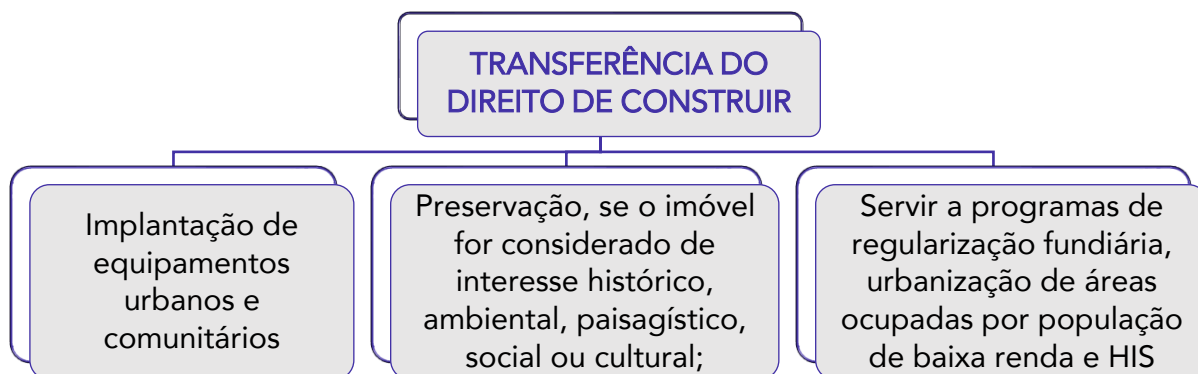 TRANSFERÊNCIA DO
DIREITO DE CONSTRUIR
Implantação de
equipamentos
urbanos e
comunitários
Preservação, se o imóvel
for considerado de
interesse histórico,
ambiental, paisagístico,
social ou cultural;
Servir a programas de
regularização fundiária,
urbanização de áreas
ocupadas por população
de baixa renda e HIS